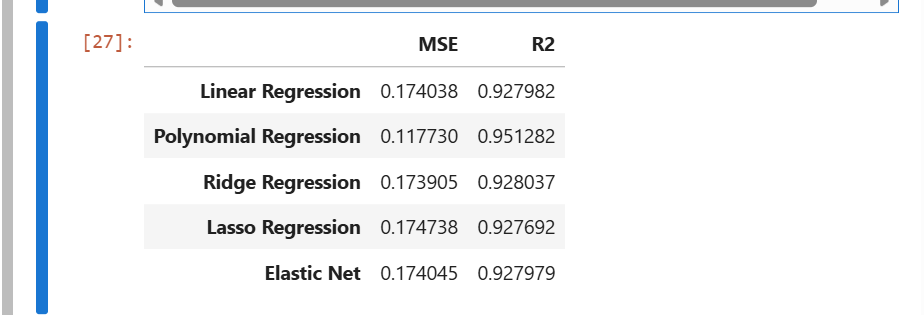 [27]:
MSE R2
Linear Regression 0.174038 0.927982
Polynomial Regression 0.117730 0.951282
Ridge Regression 0.173905 0.928037
Lasso Regression 0.174738 0.927692
Elastic Net 0.174045 0.927979